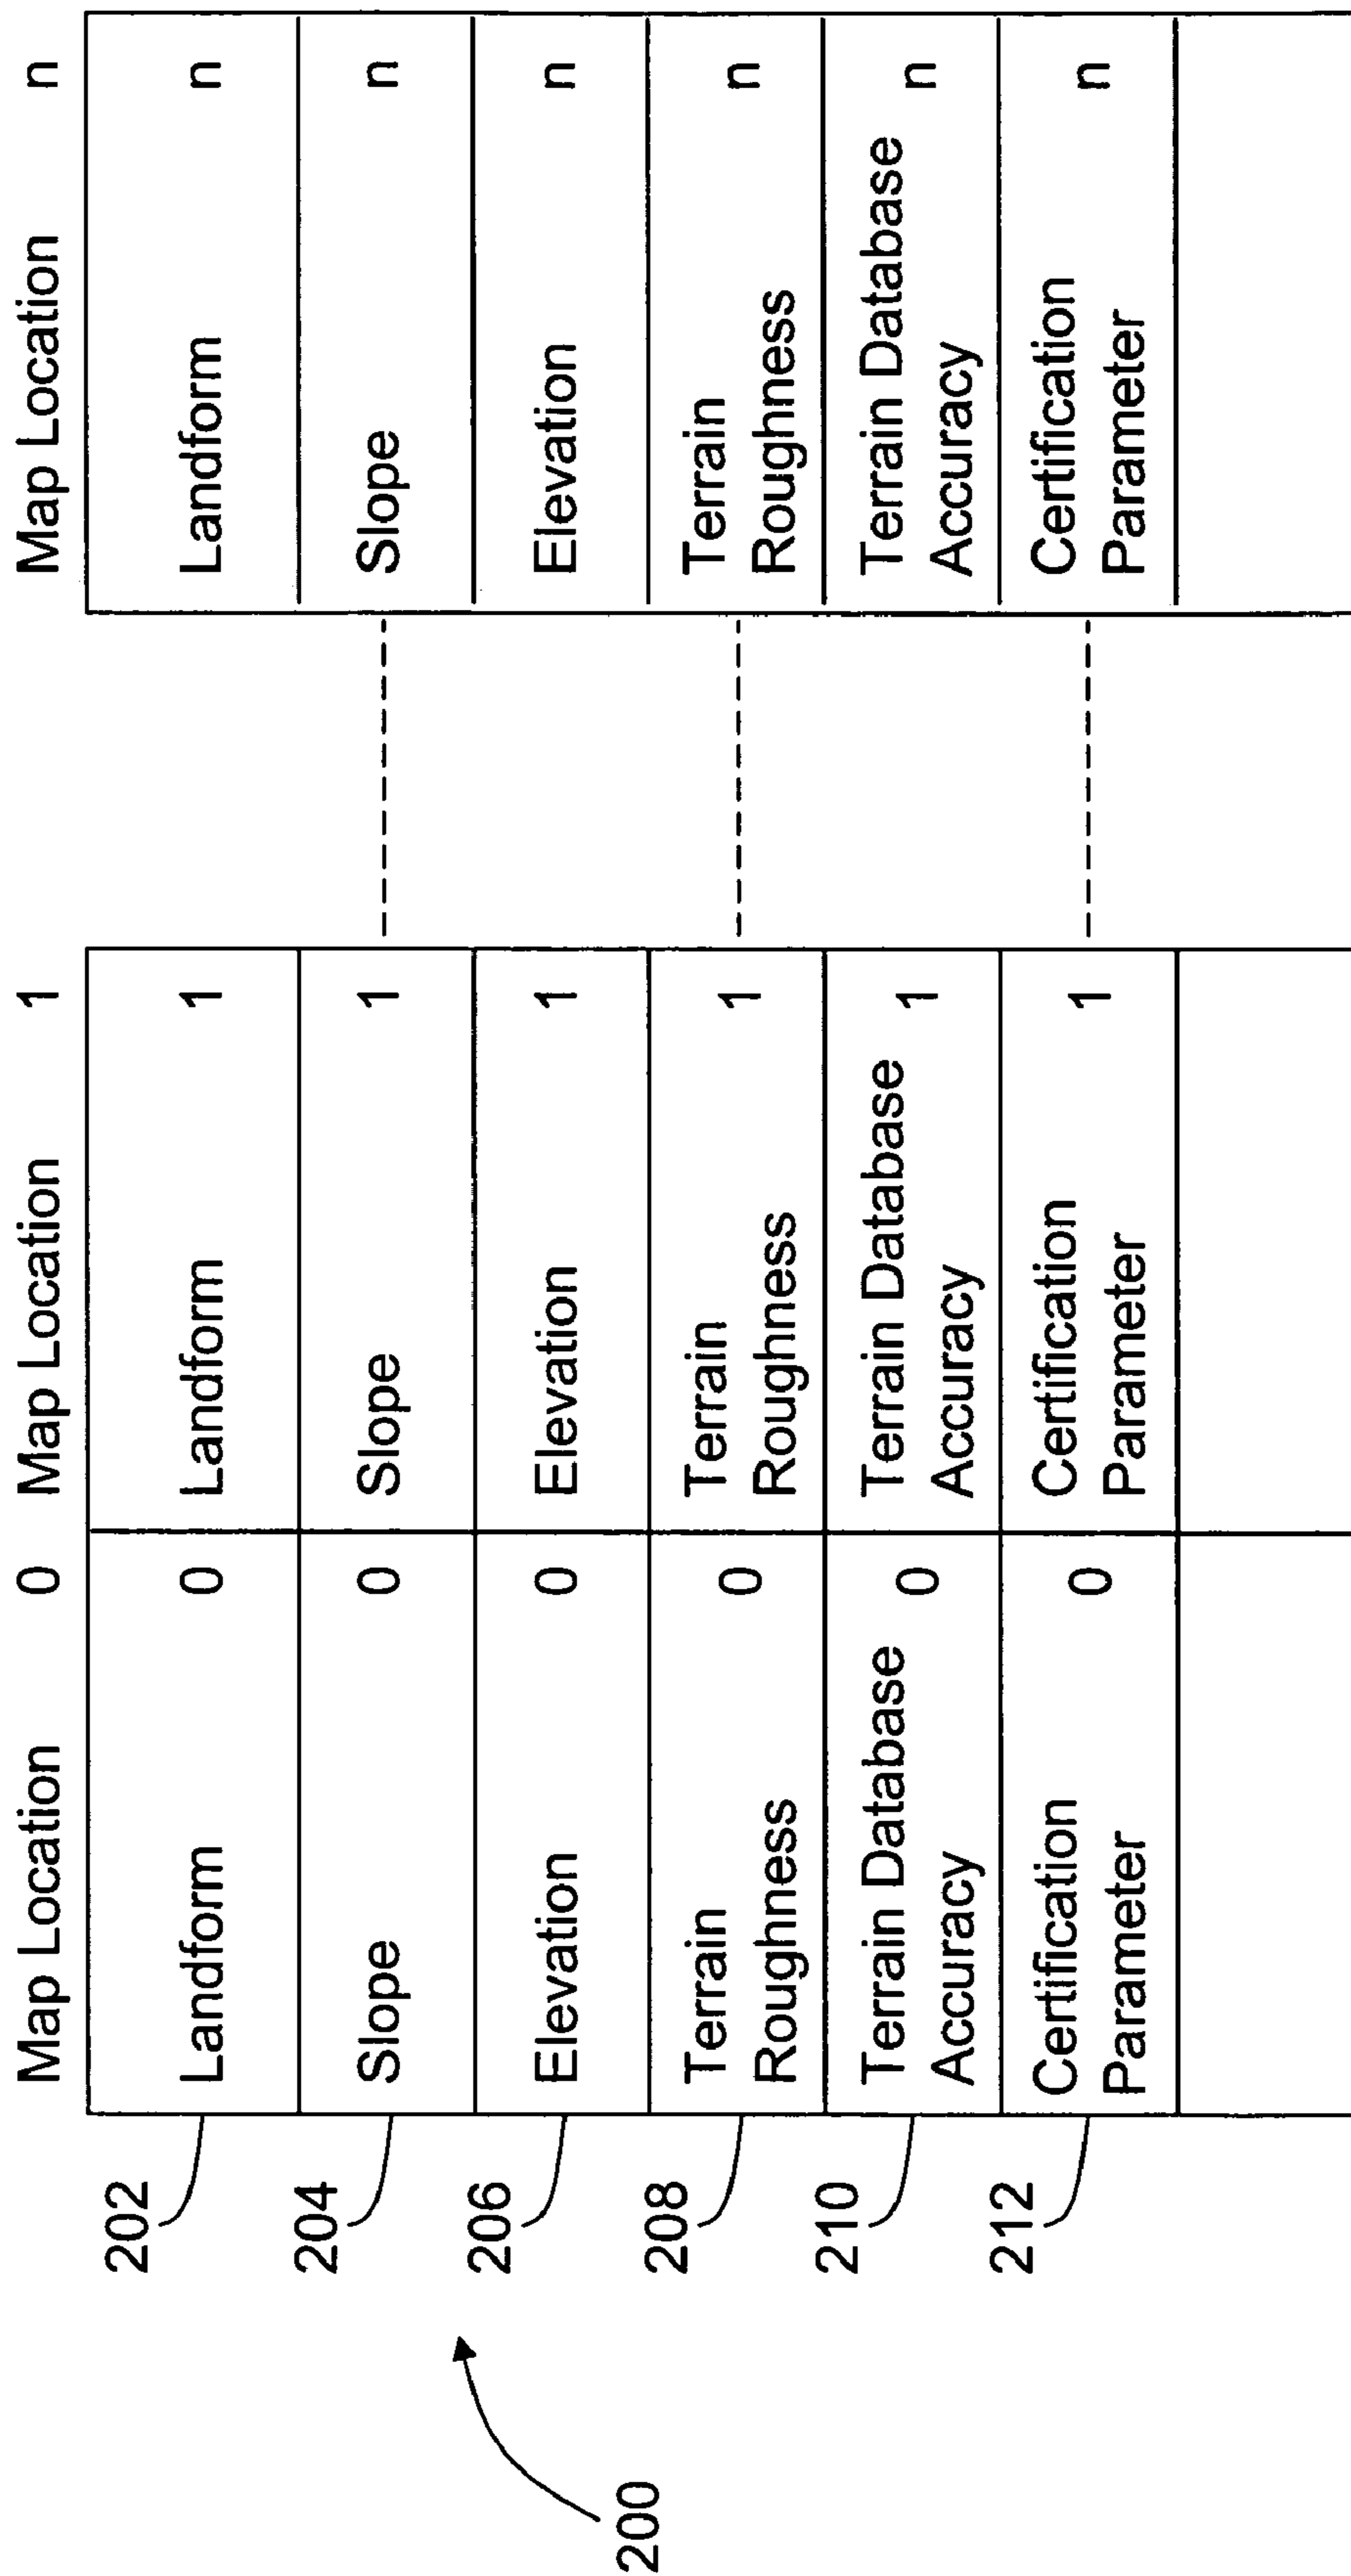 Map Location 0 Map Location 1 Map Location n
202 Landform 0 Landform 1 Landform n
204 Slope 0 Slope 1 Slope n
206 Elevation 0 Elevation 1 Elevation n
208 Terrain Roughness 0 Terrain Roughness 1 Terrain Roughness n
210 Terrain Database Accuracy 0 Terrain Database Accuracy 1 Terrain Database Accuracy n
212 Certification Parameter 0 Certification Parameter 1 Certification Parameter n
200